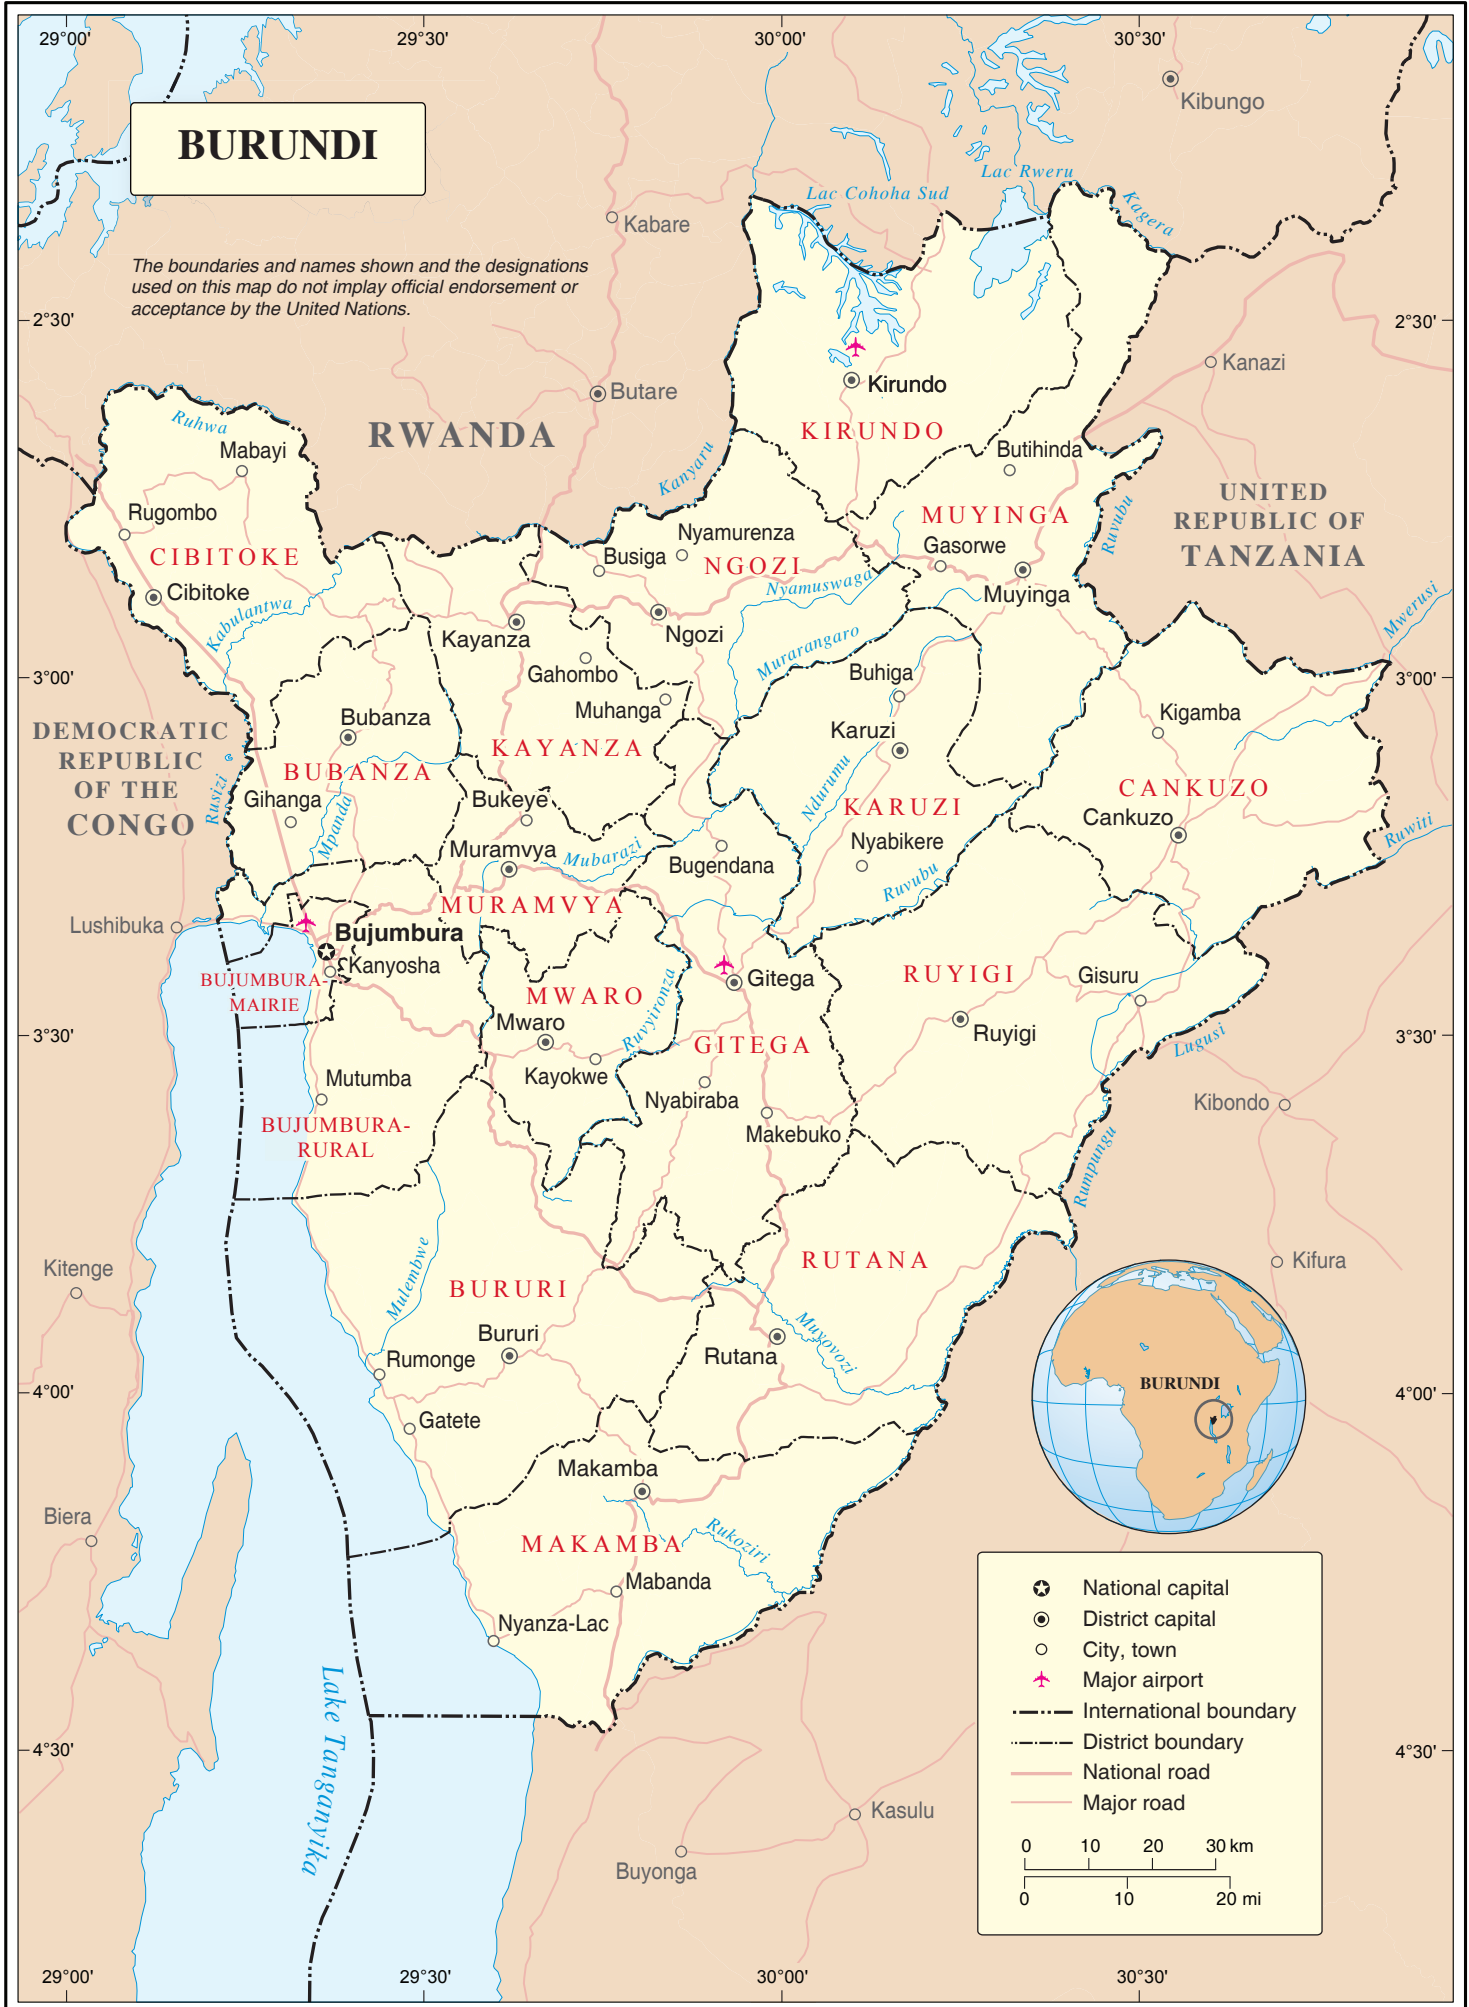 29°00'
29°30'
30°00'
30°30'
BURUNDI
Kibungo
Lac Rweru
Lac Cohoha Sud
Kagera
Kabare
The boundaries and names shown and the designations
used on this map do not implay official endorsement or
acceptance by the United Nations.
2°30'
2°30'
Kanazi
Kirundo
Butare
Ruhwa
RWANDA
KIRUNDO
Mabayi
Butihinda
Kanyaru
UNITED
REPUBLIC OF
TANZANIA
Rugombo
MUYINGA
Ruvubu
Nyamurenza
CIBITOKE
Busiga
NGOZI
Gasorwe
Cibitoke
Nyamuswaga
Muyinga
Kabulantwa
Mwerusi
Kayanza
Ngozi
Murarangaro
Gahombo
Buhiga
3°00'
3°00'
Muhanga
Kigamba
DEMOCRATIC
REPUBLIC
OF THE
CONGO
Bubanza
Karuzi
KAYANZA
BUBANZA
Rusizi
Ndurumu
CANKUZO
Gihanga
Bukeye
KARUZI
Cankuzo
Mpanda
Ruwiti
Muramvya
Mubarazi
Nyabikere
Bugendana
Ruvubu
MURAMVYA
Lushibuka
Bujumbura
Kanyosha
BUJUMBURA-
MAIRIE
Gitega
RUYIGI
Gisuru
MWARO
Ruvyironza
Mwaro
3°30'
3°30'
GITEGA
Ruyigi
Lugusi
Kayokwe
Mutumba
Nyabiraba
Kibondo
BUJUMBURA-
RURAL
Makebuko
Rumpungu
Mulembwe
RUTANA
Kitenge
Kifura
BURURI
Bururi
Muyovozi
Rumonge
Rutana
4°00'
4°00'
BURUNDI
Gatete
Makamba
Biera
Rukoziri
MAKAMBA
Mabanda
Nyanza-Lac
Lake Tanganyika
National capital
District capital
City, town
Major airport
International boundary
District boundary
National road
Major road
0 10 20 30 km
0 10 20 mi
4°30'
4°30'
Kasulu
Buyonga
29°00'
29°30'
30°00'
30°30'